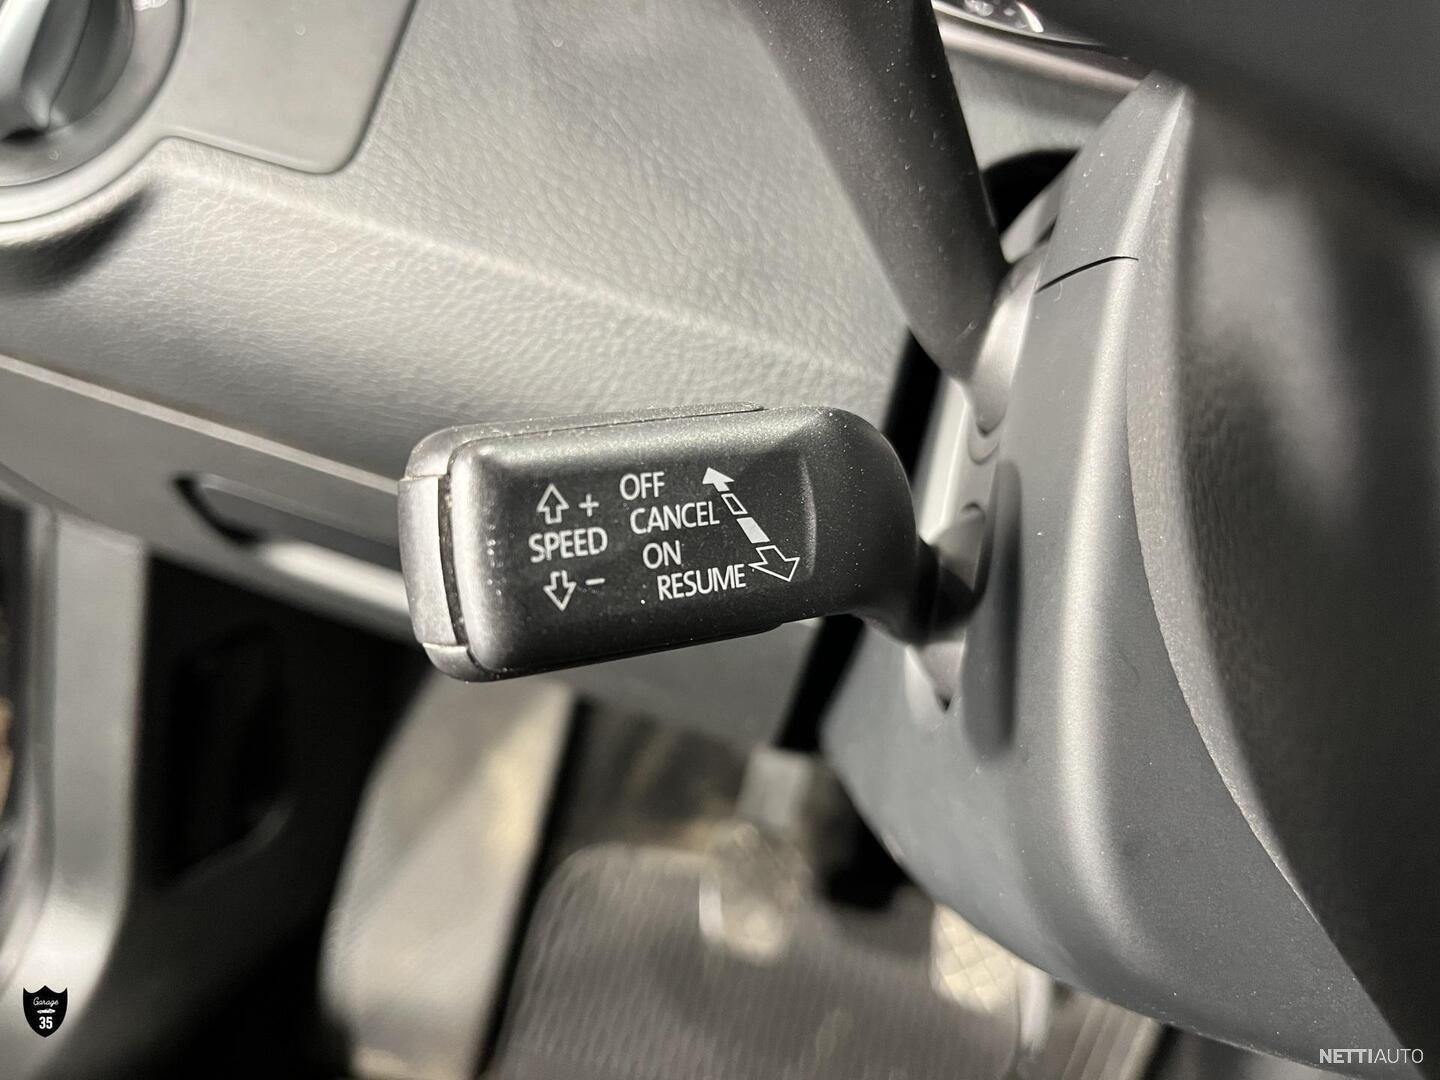 OFF
+
CANCEL
SPEED
ON
-
RESUME
Garage
35
NETTIAUTO